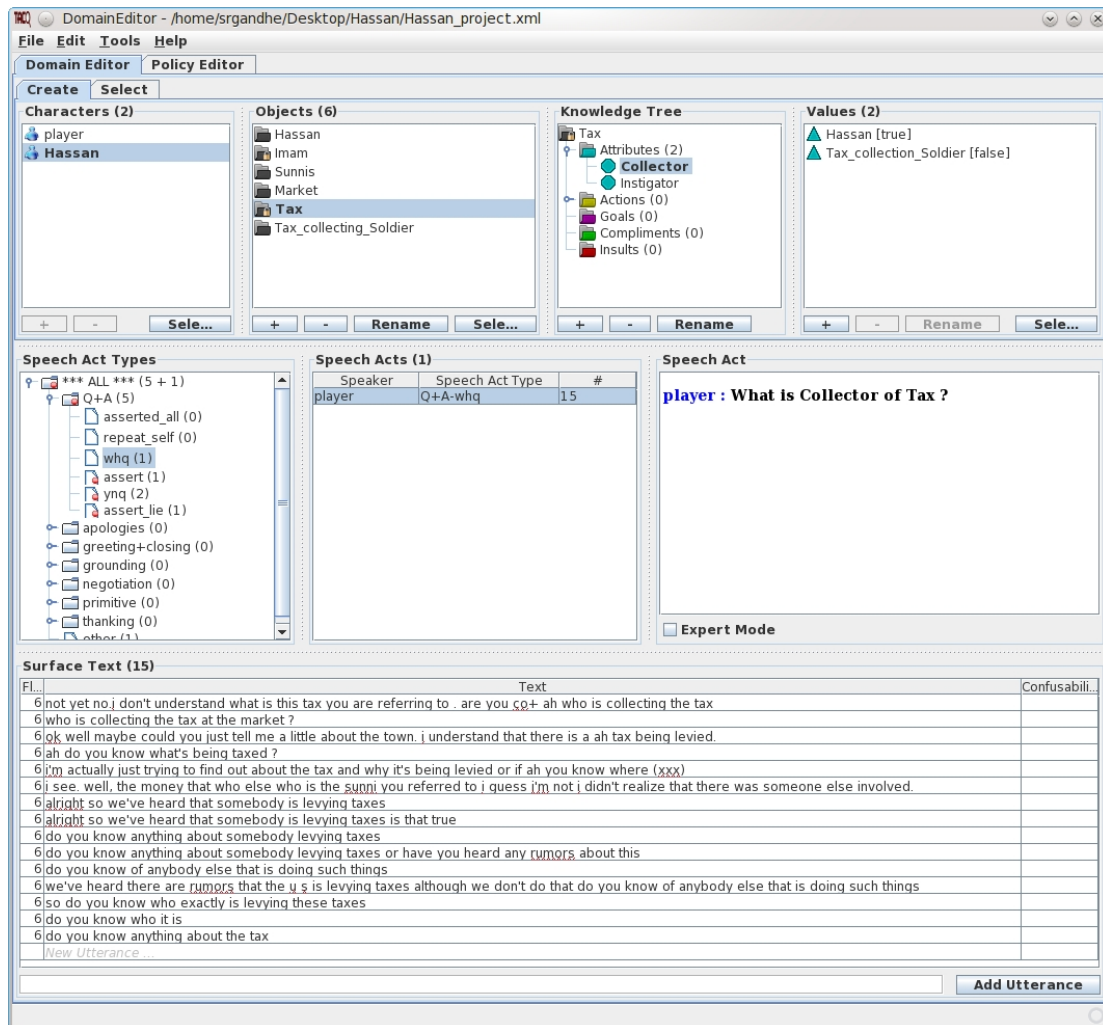 TACQ DomainEditor - /home/srgandhe/Desktop/Hassan/Hassan_project.xml
File Edit Tools Help
Domain Editor Policy Editor
Create Select
Characters (2)
player
Hassan
+ - Sele...
Objects (6)
Hassan
Imam
Sunnis
Market
Tax
Tax_collecting_Soldier
+ - Rename Sele...
Knowledge Tree
Tax
Attributes (2)
Collector
Instigator
Actions (0)
Goals (0)
Compliments (0)
Insults (0)
+ - Rename
Values (2)
Hassan [true]
Tax_collection_Soldier [false]
+ - Rename Sele...
Speech Act Types
*** ALL *** (5 + 1)
Q+A (5)
asserted_all (0)
repeat_self (0)
whq (1)
assert (1)
ynq (2)
assert_lie (1)
apologies (0)
greeting+closing (0)
grounding (0)
negotiation (0)
primitive (0)
thanking (0)
other (1)
Speech Acts (1)
Speaker Speech Act Type #
player Q+A-whq 15
Speech Act
player : What is Collector of Tax ?
Expert Mode
Surface Text (15)
Fl... Text Confusabili...
6 not yet no.i don't understand what is this tax you are referring to . are you co+ ah who is collecting the tax
6 who is collecting the tax at the market ?
6 ok well maybe could you just tell me a little about the town. i understand that there is a ah tax being levied.
6 ah do you know what's being taxed ?
6 i'm actually just trying to find out about the tax and why it's being levied or if ah you know where (xxx)
6 i see. well, the money that who else who is the sunni you referred to i guess i'm not i didn't realize that there was someone else involved.
6 alright so we've heard that somebody is levying taxes
6 alright so we've heard that somebody is levying taxes is that true
6 do you know anything about somebody levying taxes
6 do you know anything about somebody levying taxes or have you heard any rumors about this
6 do you know of anybody else that is doing such things
6 we've heard there are rumors that the u s is levying taxes although we don't do that do you know of anybody else that is doing such things
6 so do you know who exactly is levying these taxes
6 do you know who it is
6 do you know anything about the tax
New Utterance ...
Add Utterance